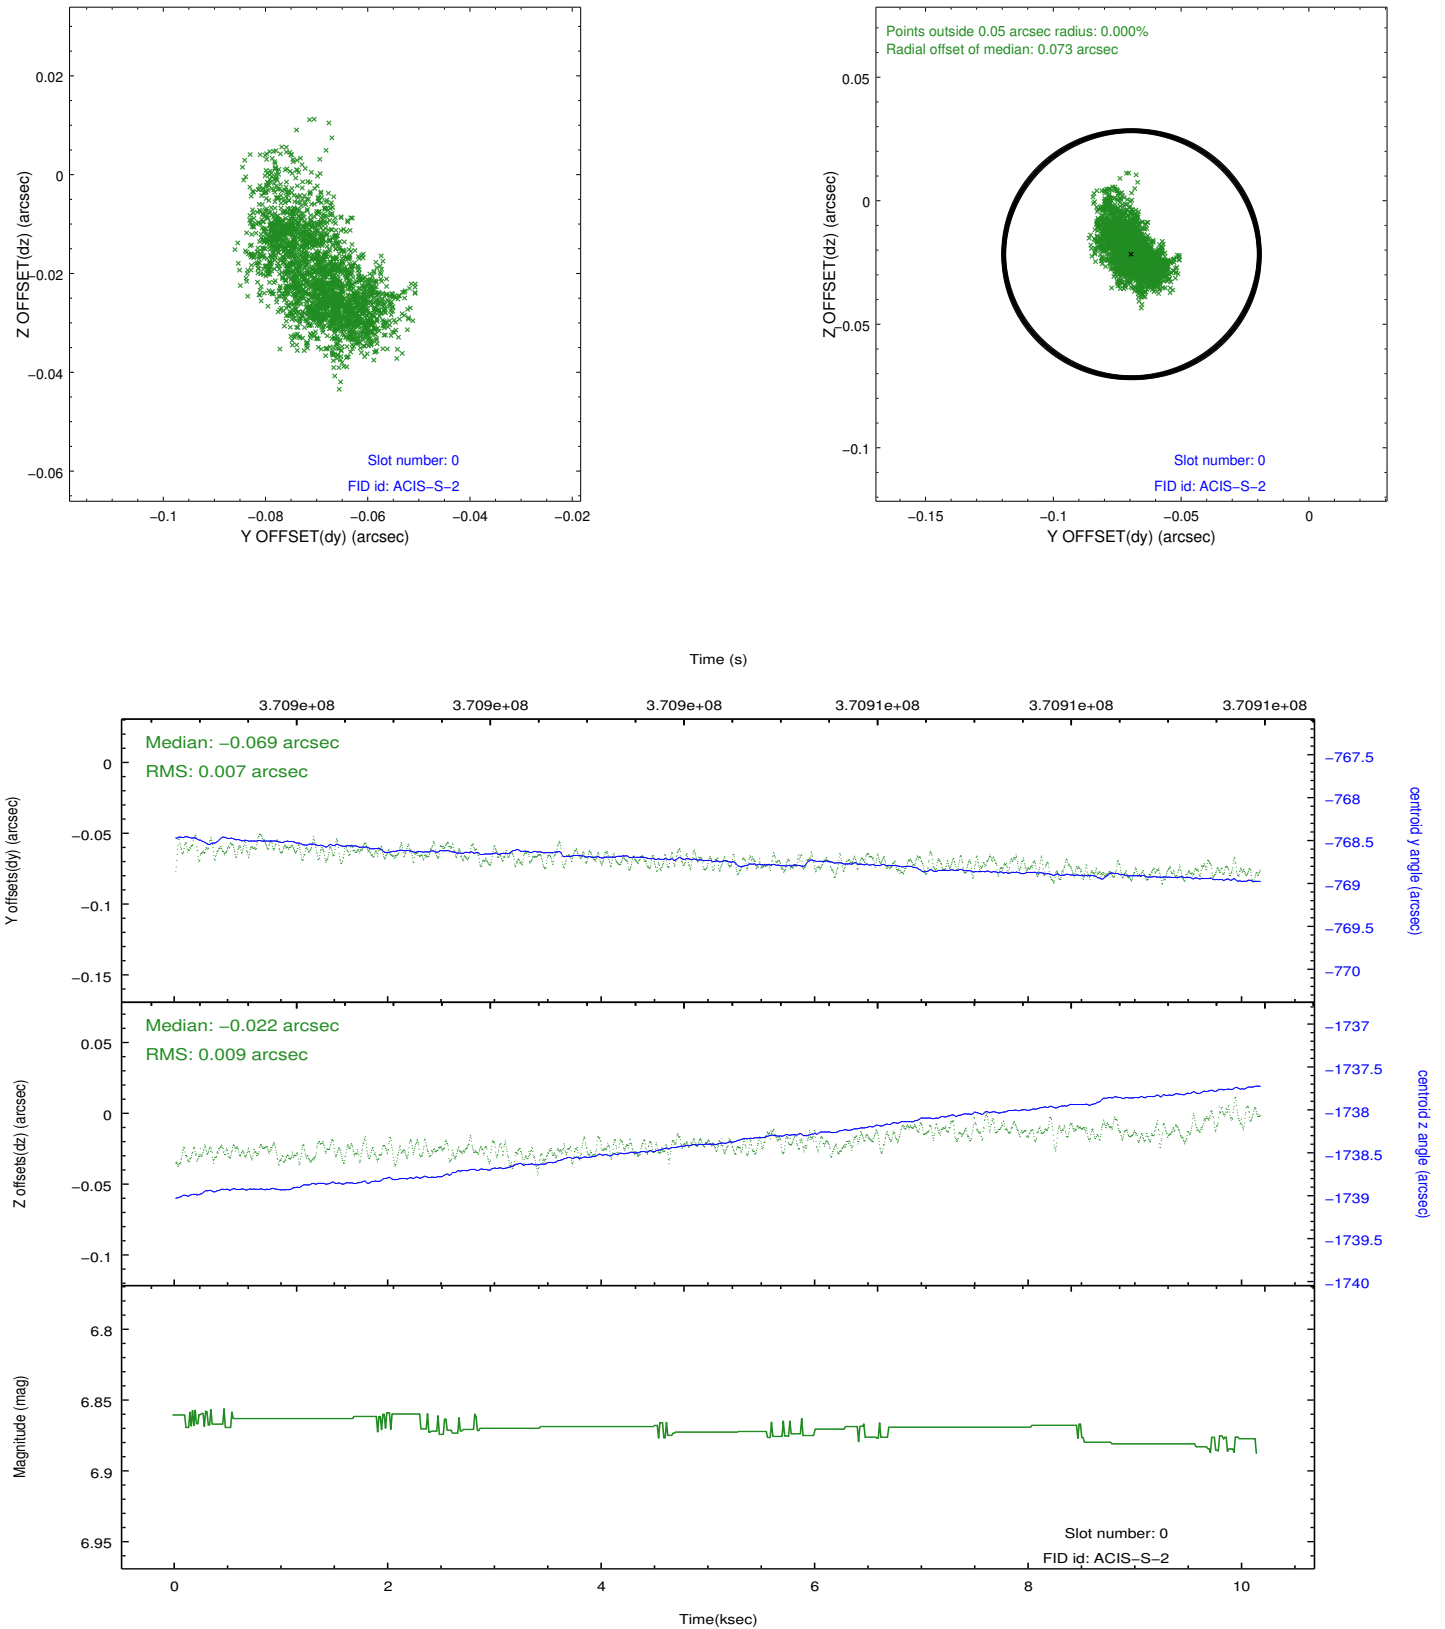 0.02
0
−0.02
−0.04
−0.06
Z OFFSET(dz) (arcsec)
Slot number: 0
FID id: ACIS−S−2
−0.1
−0.08
−0.06
−0.04
−0.02
Y OFFSET(dy) (arcsec)
Points outside 0.05 arcsec radius: 0.000%
Radial offset of median: 0.073 arcsec
0.05
0
−0.05
−0.1
Z OFFSET(dz) (arcsec)
Slot number: 0
FID id: ACIS−S−2
−0.15
−0.1
−0.05
0
Y OFFSET(dy) (arcsec)
Time (s)
3.709e+08
3.709e+08
3.709e+08
3.7091e+08
3.7091e+08
3.7091e+08
Median: −0.069 arcsec
RMS: 0.007 arcsec
0
−0.05
−0.1
−0.15
Y offsets(dy) (arcsec)
−767.5
−768
−768.5
−769
−769.5
−770
centroid y angle (arcsec)
Median: −0.022 arcsec
RMS: 0.009 arcsec
0.05
0
−0.05
−0.1
Z offsets(dz) (arcsec)
−1737
−1737.5
−1738
−1738.5
−1739
−1739.5
−1740
centroid z angle (arcsec)
6.8
6.85
6.9
6.95
Magnitude (mag)
Slot number: 0
FID id: ACIS−S−2
0
2
4
6
8
10
Time(ksec)